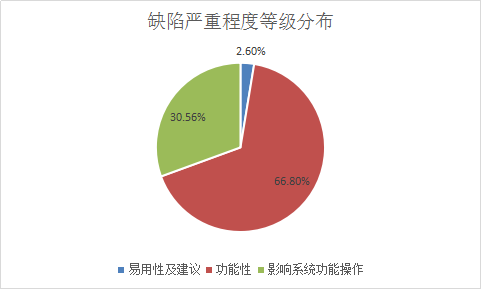 缺陷严重程度等级分布
2.60%
30.56%
66.80%
易用性及建议 功能性 影响系统功能操作